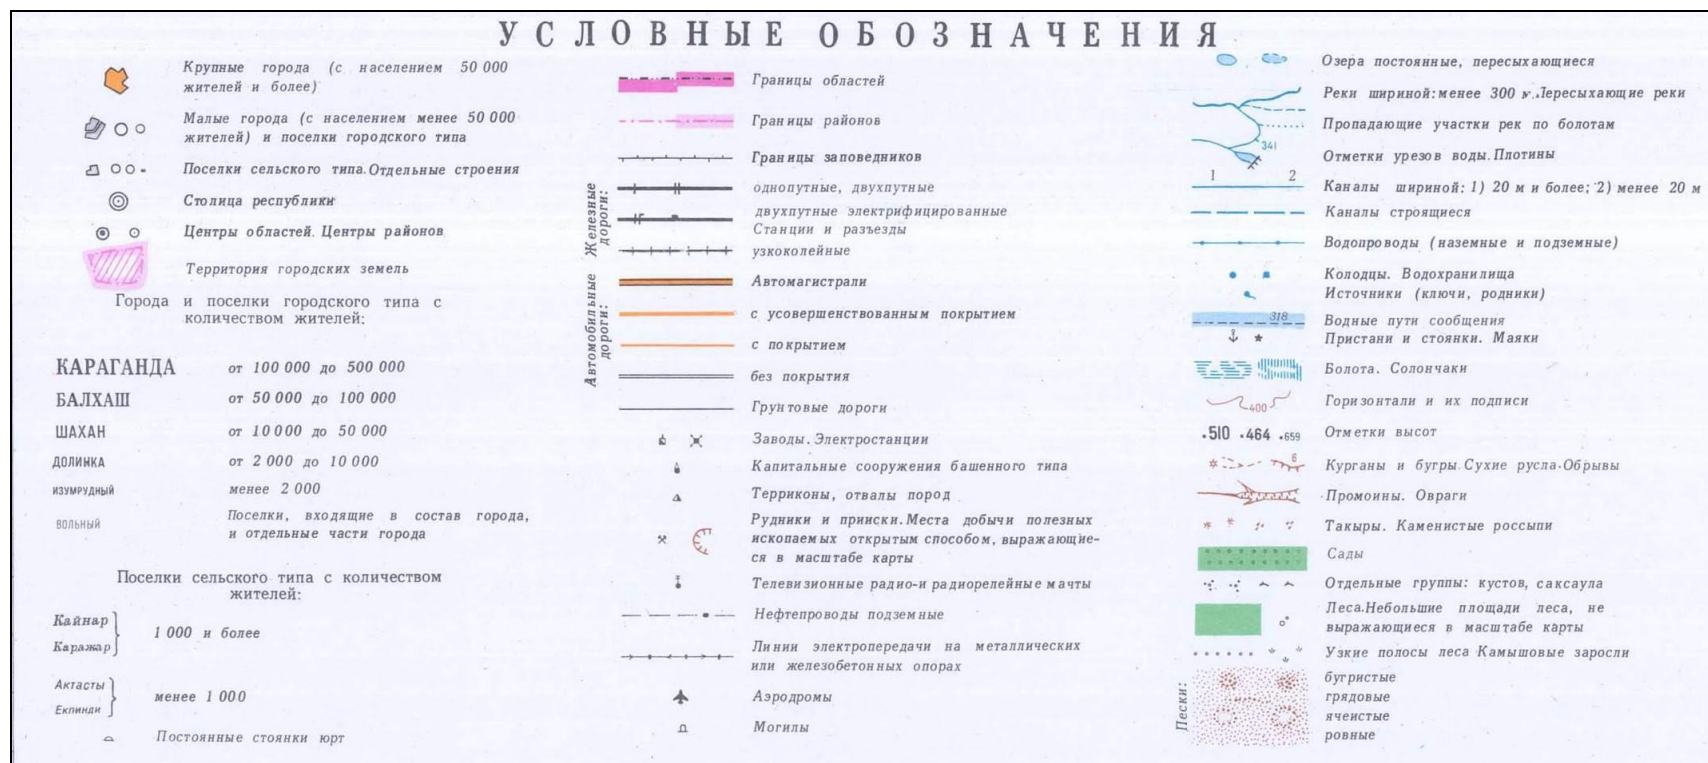 УСЛОВНЫЕ ОБОЗНАЧЕНИЯ
Крупные города (с населением 50 000
жителей и более)
Малые города (с населением менее 50 000
жителей) и поселки городского типа
Поселки сельского типа. Отдельные строения
Столица республики
Центры областей. Центры районов
Территория городских земель
Города и поселки городского типа с
количеством жителей:
КАРАГАНДА от 100 000 до 500 000
БАЛХАШ от 50 000 до 100 000
ШАХАН от 10 000 до 50 000
ДОЛИНКА от 2 000 до 10 000
ИЗУМРУДНЫЙ менее 2 000
ВОЛЬНЫЙ Поселки, входящие в состав города,
и отдельные части города
Поселки сельского типа с количеством
жителей:
Кайнар
Каражар
1 000 и более
Актасты
Екпинди
менее 1 000
Постоянные стоянки юрт
Границы областей
Границы районов
Границы заповедников
Железные
дороги:
однопутные, двухпутные
двухпутные электрифицированные
Станции и разъезды
узкоколейные
Автомобильные
дороги:
Автомагистрали
с усовершенствованным покрытием
с покрытием
без покрытия
Грунтовые дороги
Заводы. Электростанции
Капитальные сооружения башенного типа
Терриконы, отвалы пород
Рудники и прииски. Места добычи полезных
ископаемых открытым способом, выражающие-
ся в масштабе карты
Телевизионные радио-и радиорелейные мачты
Нефтепроводы подземные
Линии электропередачи на металлических
или железобетонных опорах
Аэродромы
Могилы
Озера постоянные, пересыхающиеся
Реки шириной: менее 300 м. Пересыхающие реки
Пропадающие участки рек по болотам
341
Отметки урезов воды. Плотины
1 2
Каналы шириной: 1) 20 м и более; 2) менее 20 м
Каналы строящиеся
Водопроводы (наземные и подземные)
Колодцы. Водохранилища
Источники (ключи, родники)
318
Водные пути сообщения
Пристани и стоянки. Маяки
Болота. Солончаки
400
Горизонтали и их подписи
.510 .464 .659 Отметки высот
6
Курганы и бугры. Сухие русла. Обрывы
Промоины. Овраги
Такыры. Каменистые россыпи
Сады
Отдельные группы: кустов, саксаула
Леса. Небольшие площади леса, не
выражающиеся в масштабе карты
Узкие полосы леса Камышовые заросли
Пески:
бугристые
грядовые
ячеистые
ровные